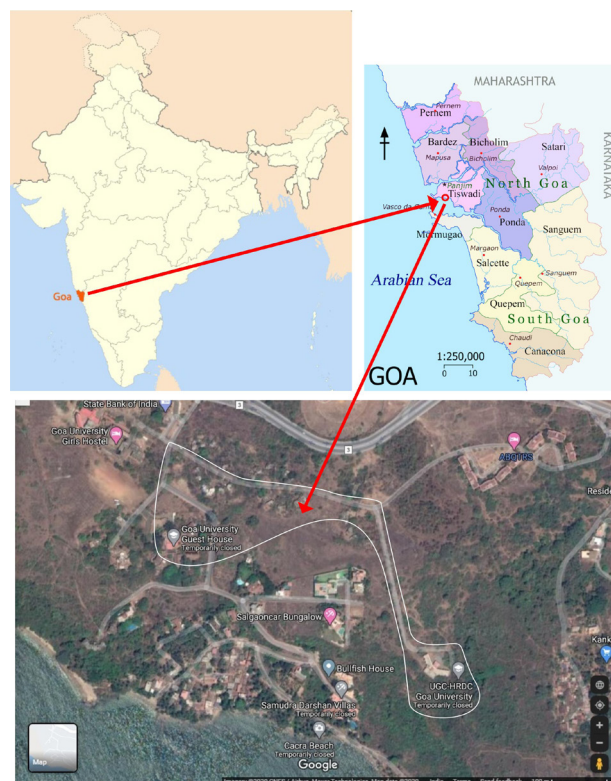 Goa
MAHARASHTRA
KARNATAKA
Pernem
Pernem
Bardez
Mapusa
Bicholim
Bicholim
Satari
Valpoi
North Goa
Panjim
Tiswadi
Vasco da
Ponda
Ponda
Mormugao
Sanguem
Margaon
Salcette
Arabian Sea
Sanguem
Quepem
Quepem
South Goa
Chaudi
Canacona
1:250,000
0 10
GOA
State Bank of India
Goa University
Girls Hostel
Goa University
Guest House
Temporarily closed
Salgaoncar Bungalow
Bullfish House
Samudra Darshan Villas
Temporarily closed
Cacra Beach
Temporarily closed
UGC HRDC
Goa University
Temporarily closed
Reside
Kank
Map
Google